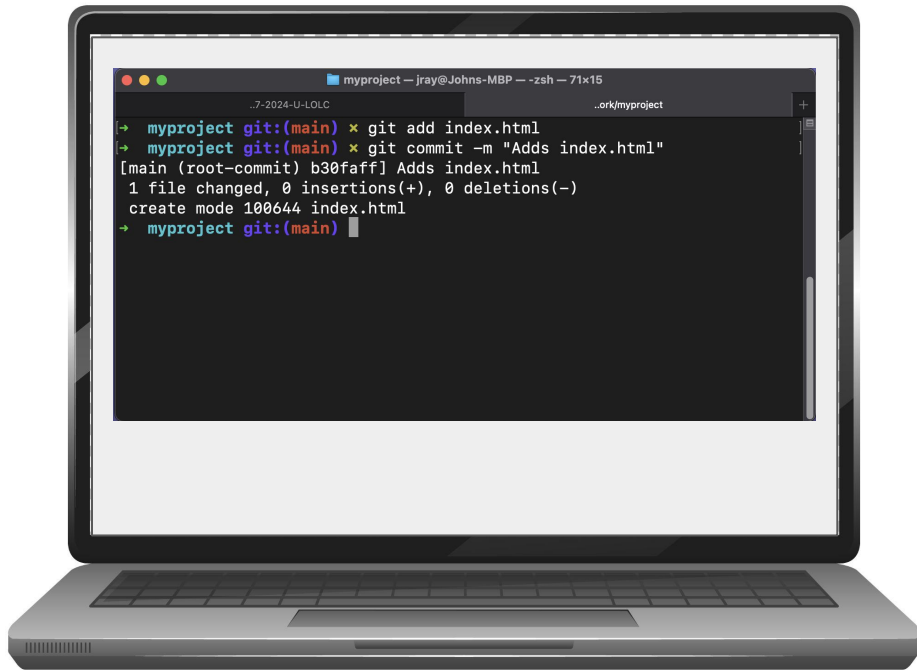 myproject — jray@Johns-MBP — -zsh — 71×15
..7-2024-U-LOLC ..ork/myproject +
[➜ myproject git:(main) × git add index.html ]
[➜ myproject git:(main) × git commit -m "Adds index.html" ]
[main (root-commit) b30faff] Adds index.html
1 file changed, 0 insertions(+), 0 deletions(-)
create mode 100644 index.html
➜ myproject git:(main)